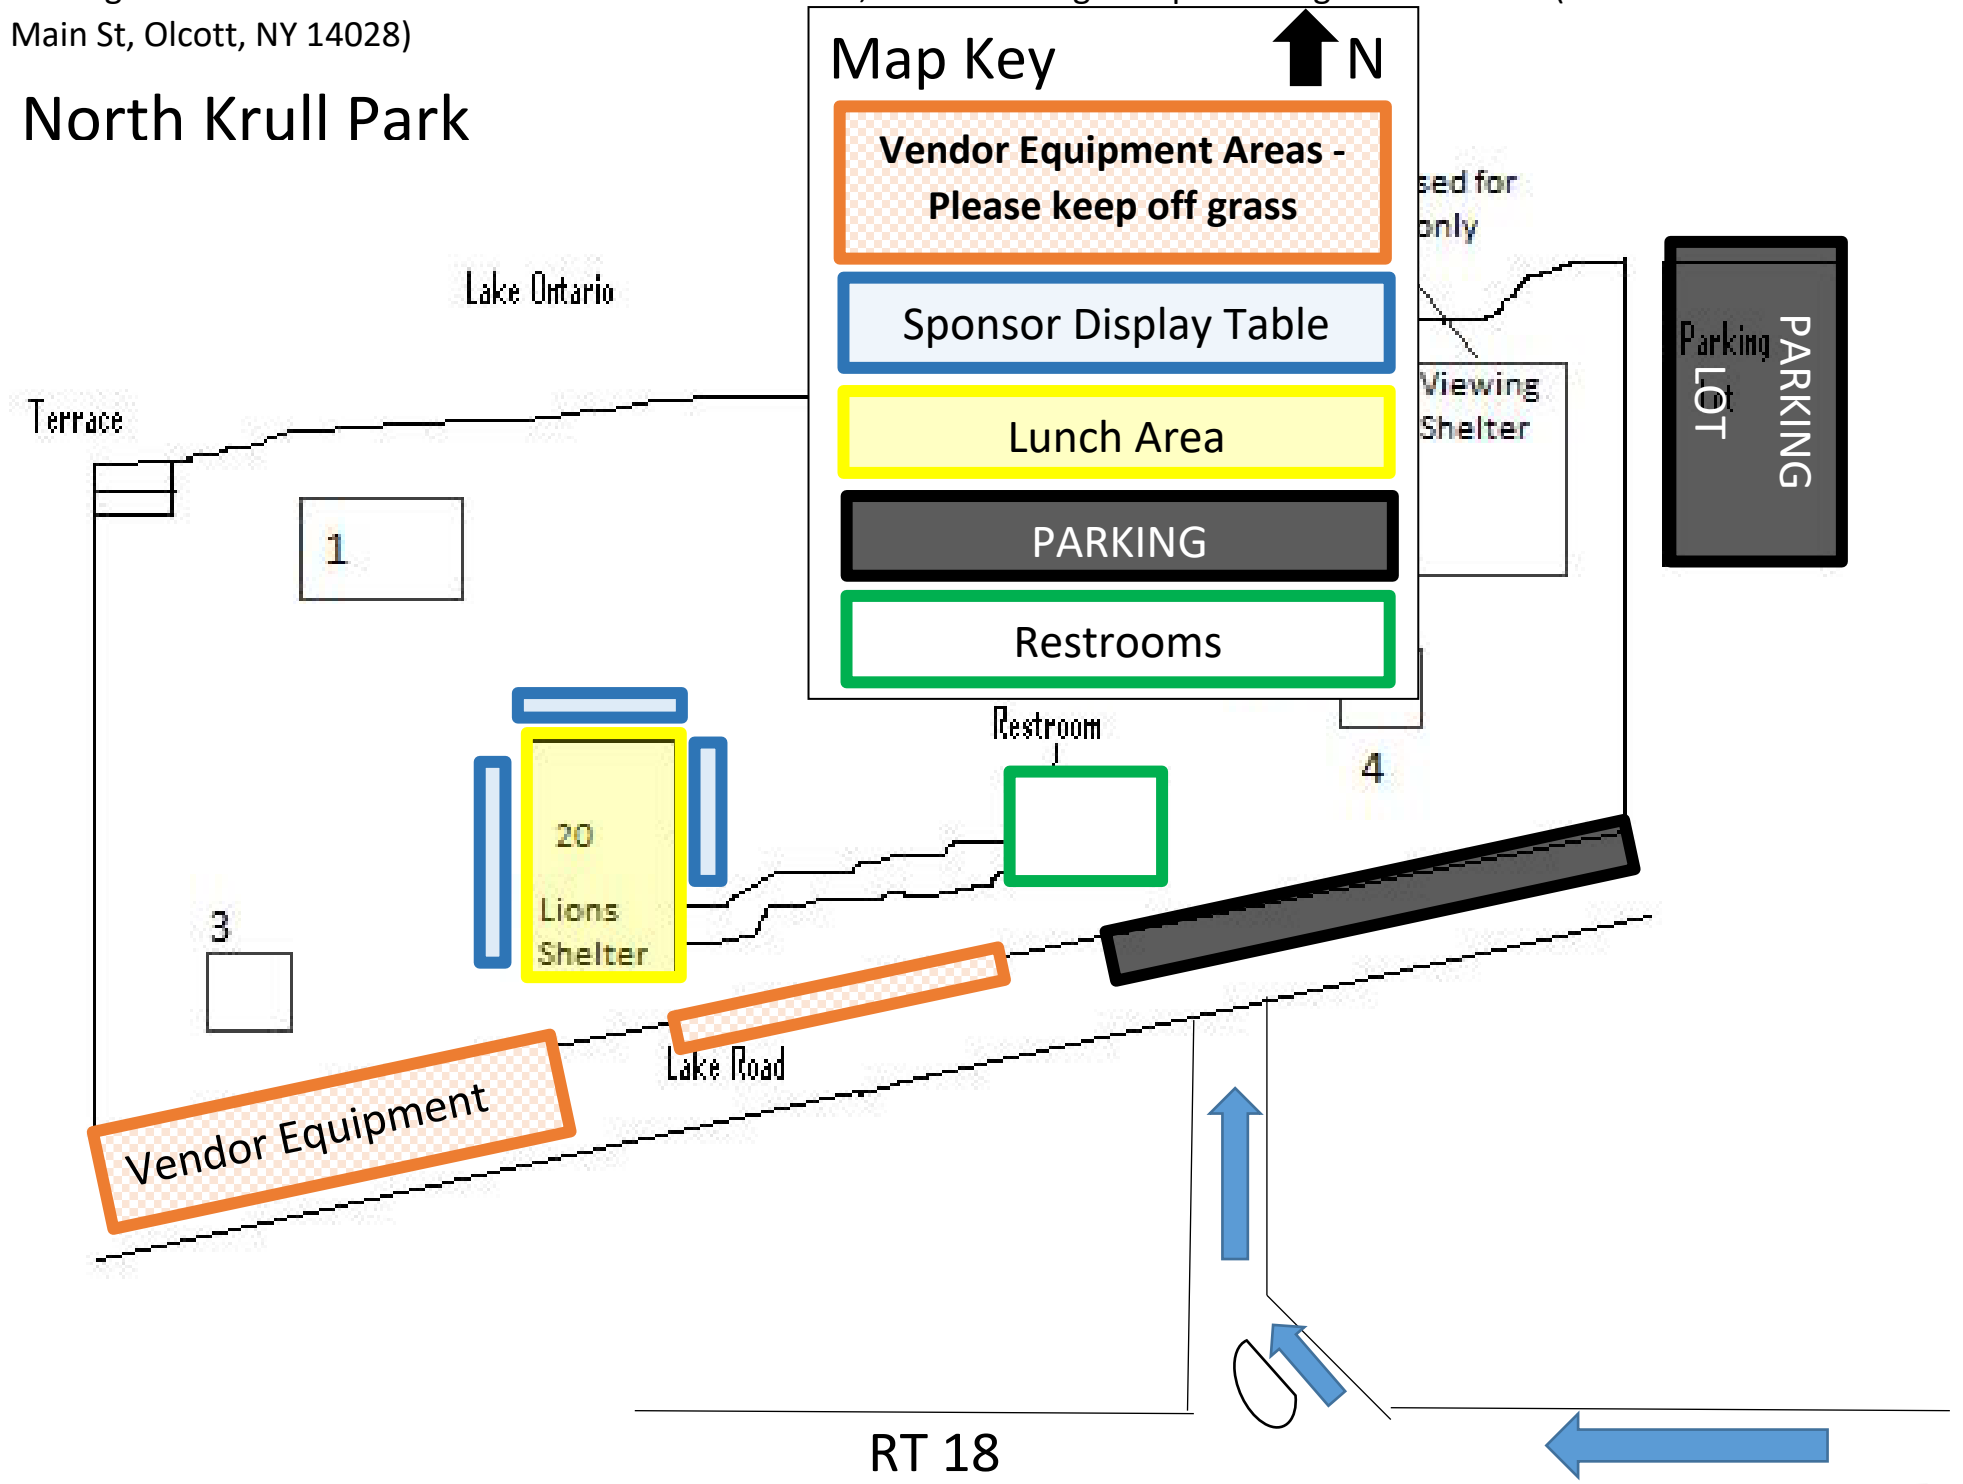 Main St, Olcott, NY 14028)
North Krull Park
Map Key
N
Vendor Equipment Areas -
Please keep off grass
Sponsor Display Table
Lunch Area
PARKING
Restrooms
sed for
only
Lake Ontario
Terrace
Viewing
Shelter
Parking
Lot
PARKING
LOT
1
Restroom
4
20
Lions
Shelter
3
Lake Road
Vendor Equipment
RT 18